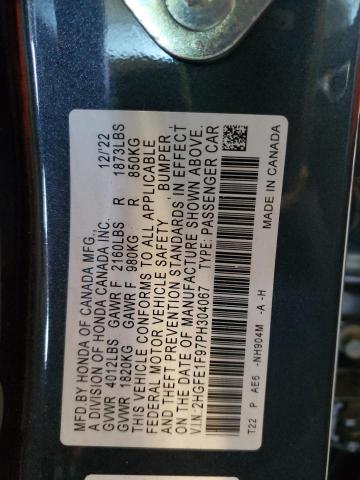 MFD BY HONDA OF CANADA MFG.,
A DIVISION OF HONDA CANADA INC. 12/'22
GVWR 4012LBS GAWR F 2160LBS R 1873LBS
GVWR 1820KG GAWR F 980KG R 850KG
THIS VEHICLE CONFORMS TO ALL APPLICABLE
FEDERAL MOTOR VEHICLE SAFETY BUMPER,
AND THEFT PREVENTION STANDARDS IN EFFECT
ON THE DATE OF MANUFACTURE SHOWN ABOVE.
V.I.N. 2HGFE1F97PH304067 TYPE: PASSENGER CAR
T22 P AE6 -NH904M -A -H MADE IN CANADA